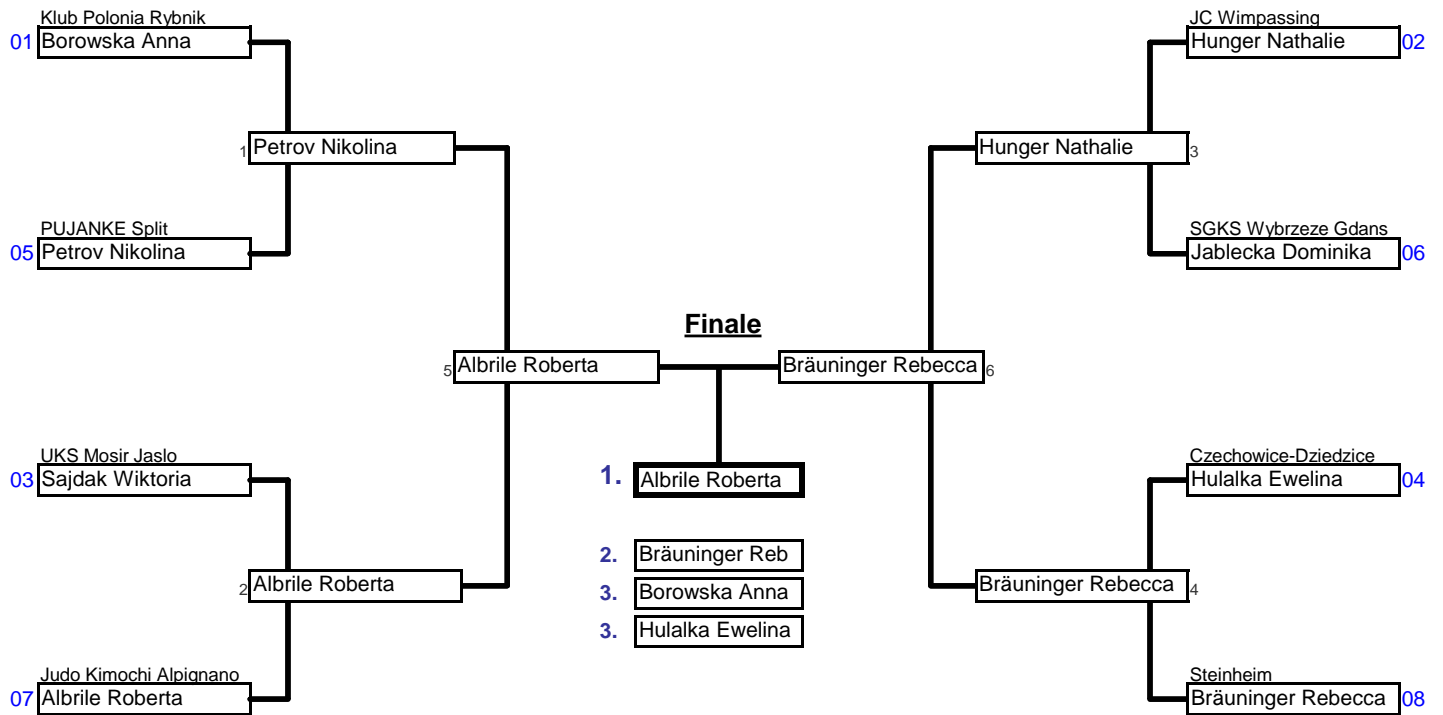 Klub Polonia Rybnik
01 Borowska Anna
JC Wimpassing
Hunger Nathalie 02
1 Petrov Nikolina
Hunger Nathalie 3
PUJANKE Split
05 Petrov Nikolina
SGKS Wybrzeze Gdans
Jablecka Dominika 06
Finale
5 Albrile Roberta
Bräuninger Rebecca 6
UKS Mosir Jaslo
03 Sajdak Wiktoria
1. Albrile Roberta
Czechowice-Dziedzice
Hulalka Ewelina 04
2. Bräuninger Reb
3. Borowska Anna
3. Hulalka Ewelina
2 Albrile Roberta
Bräuninger Rebecca 4
Judo Kimochi Alpignano
07 Albrile Roberta
Steinheim
Bräuninger Rebecca 08